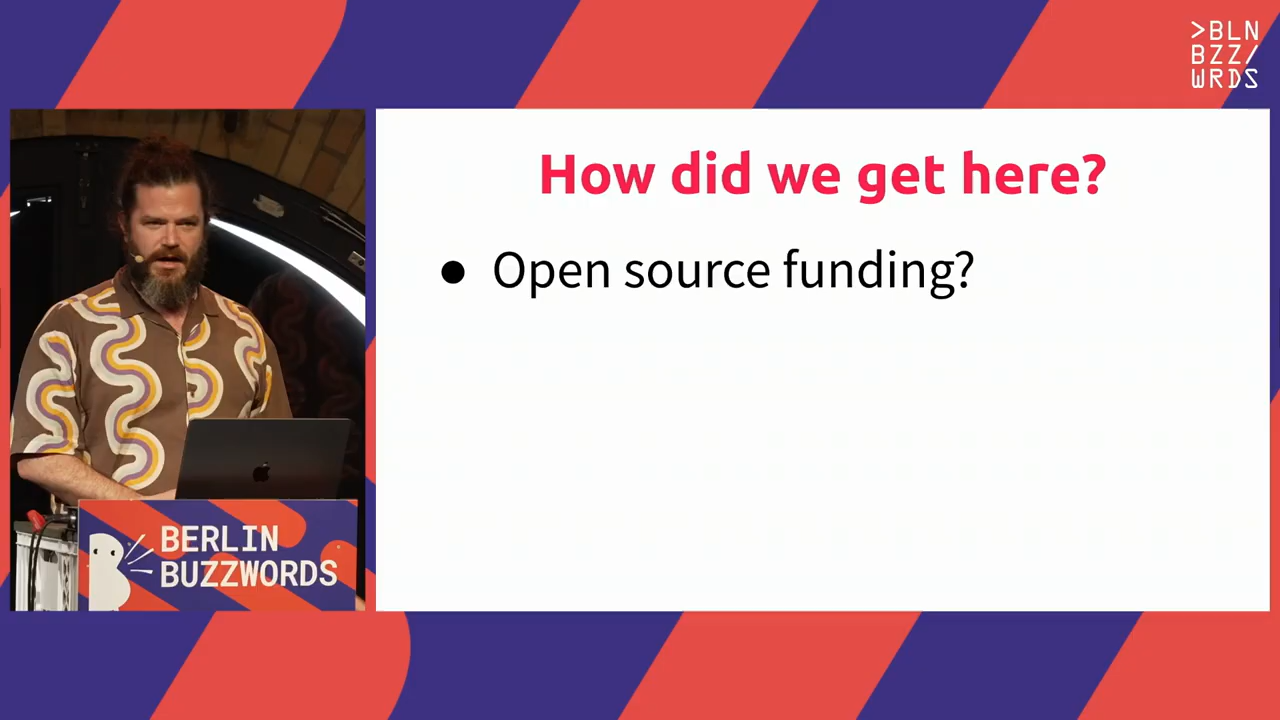 >BLN
BZZ/
WRDS
How did we get here?
● Open source funding?
BERLIN
BUZZWORDS